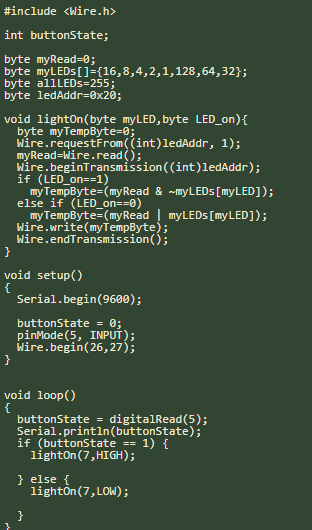 #include <Wire.h>
int buttonState;
byte myRead=0;
byte myLEDs[]={16,8,4,2,1,128,64,32};
byte allLEDs=255;
byte ledAddr=0x20;
void lightOn(byte myLED,byte LED_on){
  byte myTempByte=0;
  Wire.requestFrom((int)ledAddr, 1);
  myRead=Wire.read();
  Wire.beginTransmission((int)ledAddr);
  if (LED_on==1)
    myTempByte=(myRead & ~myLEDs[myLED]);
  else if (LED_on==0)
    myTempByte=(myRead | myLEDs[myLED]);
  Wire.write(myTempByte);
  Wire.endTransmission();
}
void setup()
{
  Serial.begin(9600);
  buttonState = 0;
  pinMode(5, INPUT);
  Wire.begin(26,27);
}
void loop()
{
  buttonState = digitalRead(5);
  Serial.println(buttonState);
  if (buttonState == 1) {
    lightOn(7,HIGH);
  } else {
    lightOn(7,LOW);
  }
}